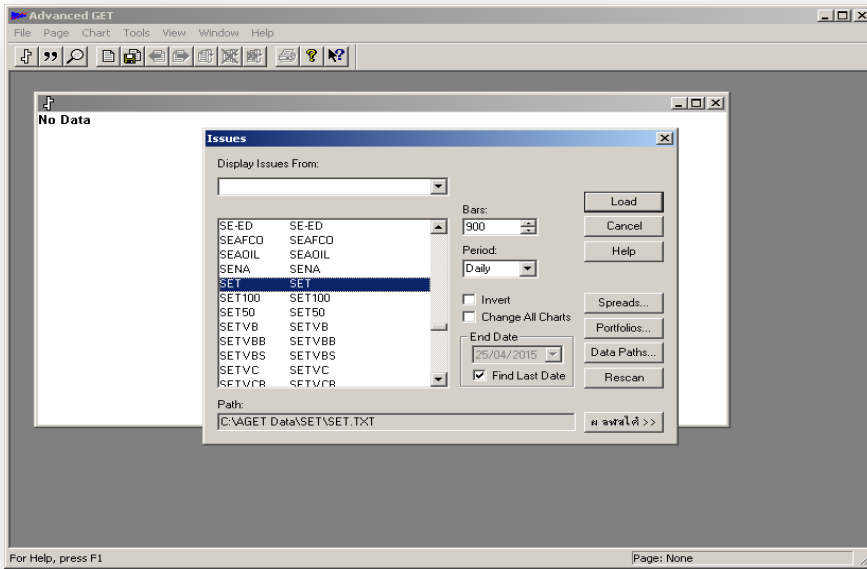 Advanced GET
File Page Chart Tools View Window Help
No Data
Issues
Display Issues From:
SE-ED SE-ED
SEAFCO SEAFCO
SEAOIL SEAOIL
SENA SENA
SET SET
SET100 SET100
SET50 SET50
SETVB SETVB
SETVBB SETVBB
SETVBS SETVBS
SETVC SETVC
SETVCB SETVCB
Bars:
900
Period:
Daily
Invert
Change All Charts
End Date
25/04/2015
Find Last Date
Load
Cancel
Help
Spreads...
Portfolios...
Data Paths...
Rescan
Path:
C:\AGET Data\SET\SET.TXT
>>
For Help, press F1
Page: None